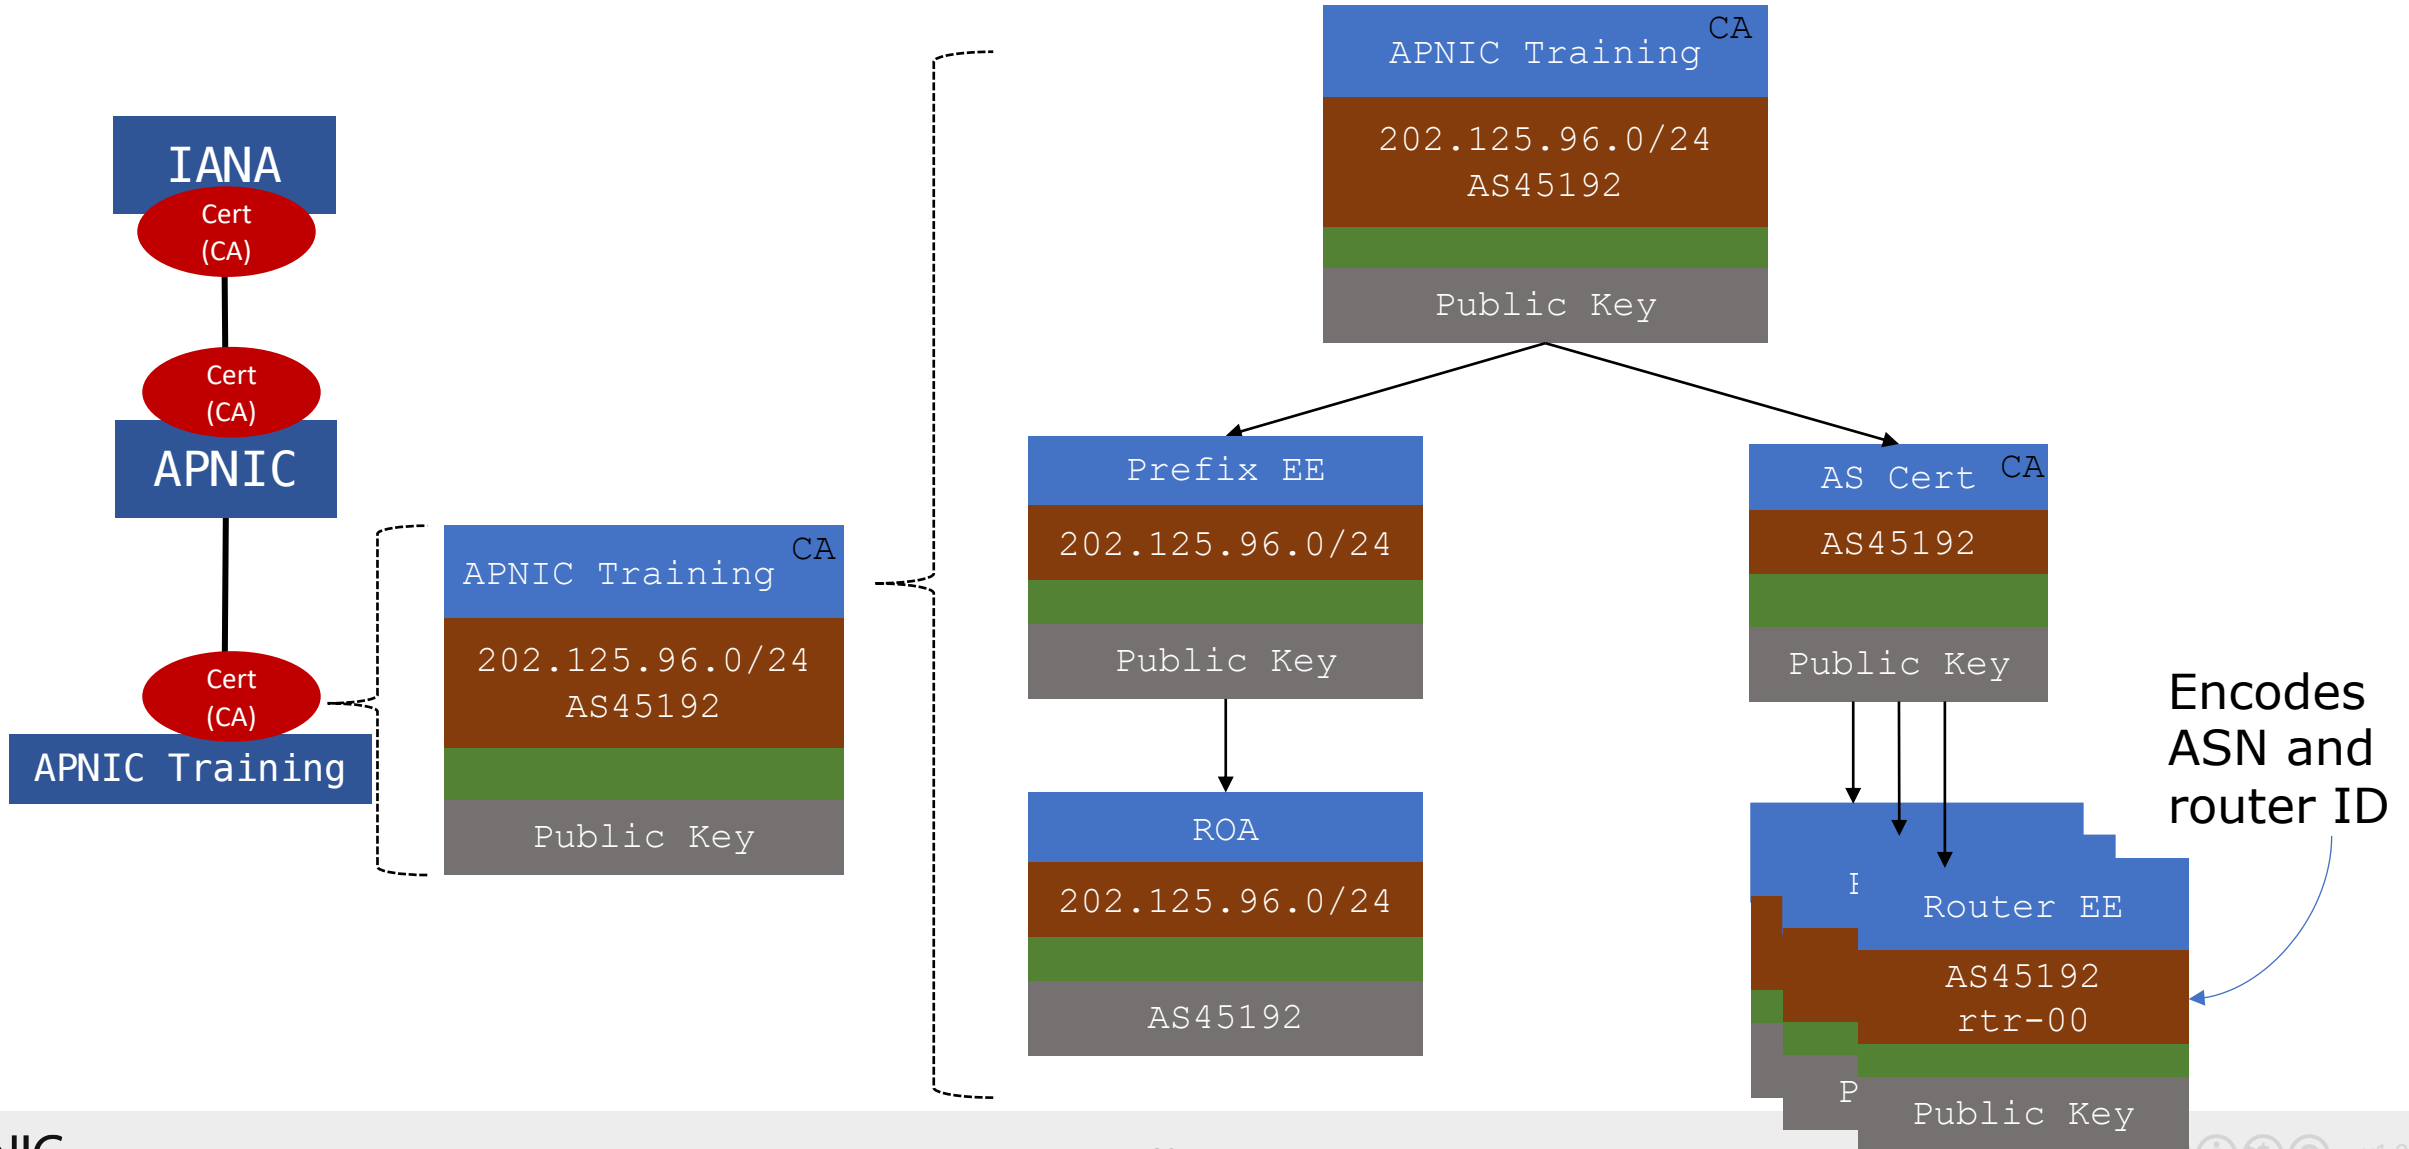 IANA
Cert
(CA)
Cert
(CA)
APNIC
Cert
(CA)
APNIC Training
APNIC Training
CA
202.125.96.0/24
AS45192
Public Key
APNIC Training
CA
202.125.96.0/24
AS45192
Public Key
Prefix EE
202.125.96.0/24
Public Key
ROA
202.125.96.0/24
AS45192
AS Cert
CA
AS45192
Public Key
Encodes
ASN and
router ID
P
Router EE
AS45192
rtr-00
Public Key